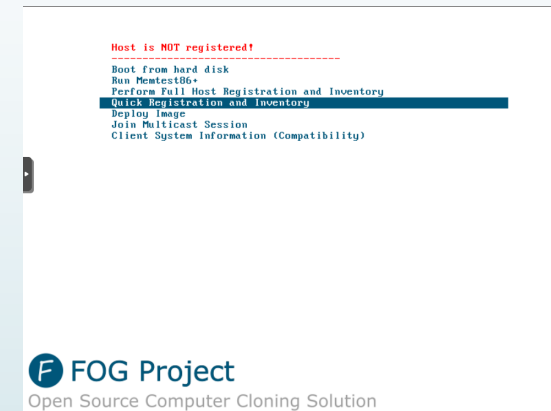 Host is NOT registered!
------------------------------------
Boot from hard disk
Run Memtest86+
Perform Full Host Registration and Inventory
Quick Registration and Inventory
Deploy Image
Join Multicast Session
Client System Information (Compatibility)
F FOG Project
Open Source Computer Cloning Solution